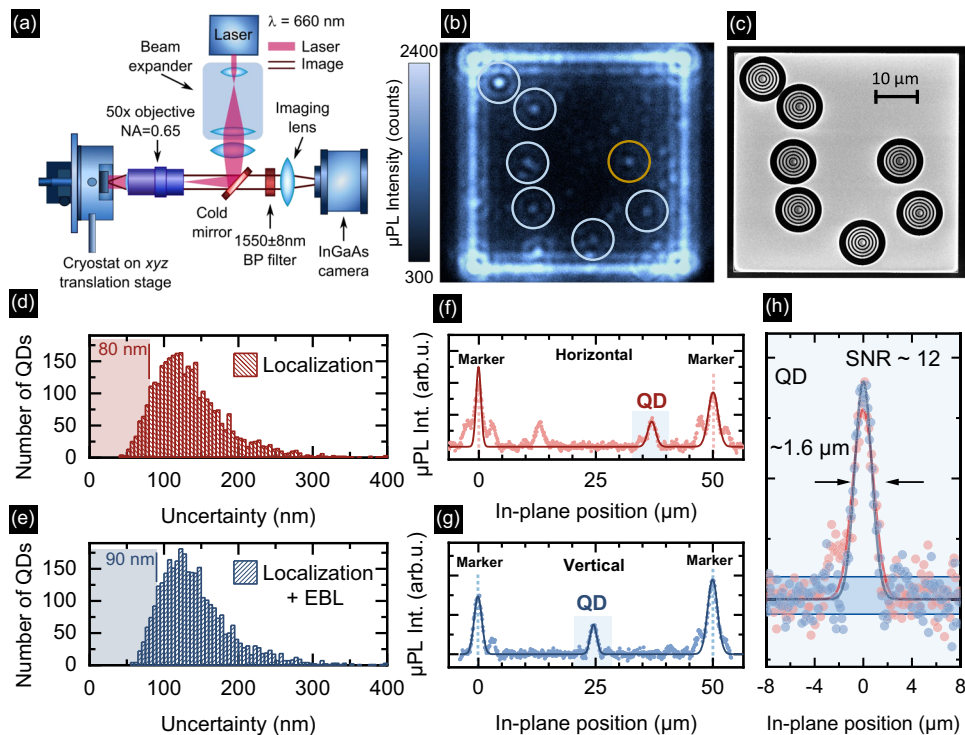 (a)
Laser
λ = 660 nm
Laser
Image
Beam
expander
50x objective
NA=0.65
Imaging
lens
Cold
mirror
1550±8nm
BP filter
InGaAs
camera
Cryostat on xyz
translation stage
(b)
2400
µPL Intensity (counts)
300
(c)
10 µm
(d)
Number of QDs
150
100
50
0
80 nm
Localization
0 100 200 300 400
Uncertainty (nm)
(e)
Number of QDs
150
100
50
0
90 nm
Localization
+ EBL
0 100 200 300 400
Uncertainty (nm)
(f)
µPL Int. (arb.u.)
Marker
Horizontal
Marker
QD
0 25 50
In-plane position (µm)
(g)
µPL Int. (arb.u.)
Marker
Vertical
Marker
QD
0 25 50
In-plane position (µm)
(h)
SNR ~ 12
QD
~1.6 µm
-8 -4 0 4 8
In-plane position (µm)